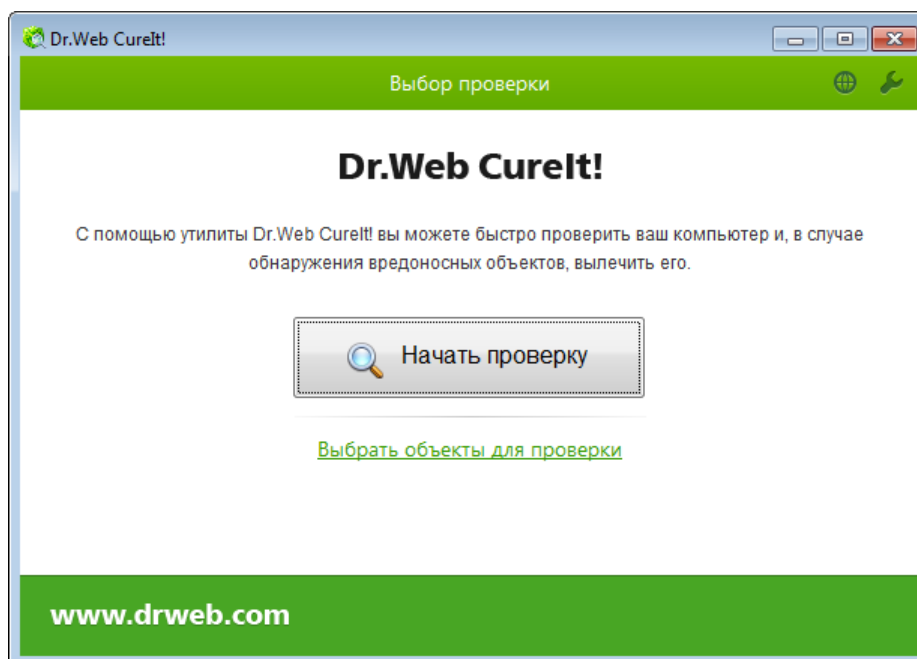 Dr.Web CureIt!
Выбор проверки
Dr.Web CureIt!
С помощью утилиты Dr.Web CureIt! вы можете быстро проверить ваш компьютер и, в случае
обнаружения вредоносных объектов, вылечить его.
Начать проверку
Выбрать объекты для проверки
www.drweb.com